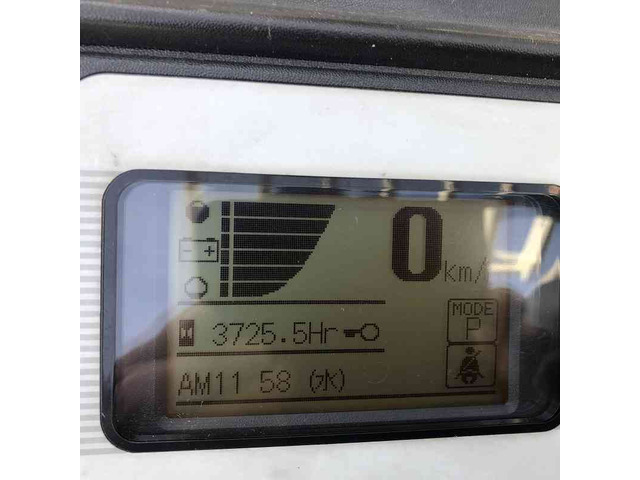 0 km/
MODE
P
3725.5Hr
AM11 58 (水)